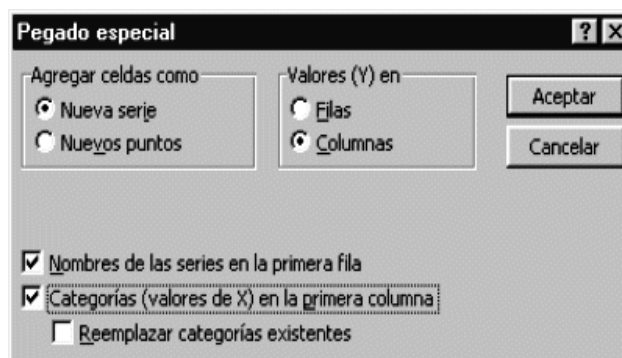 Pegado especial
Agregar celdas como
Nueva serie
Nuevos puntos
Valores (Y) en
Filas
Columnas
Aceptar
Cancelar
Nombres de las series en la primera fila
Categorías (valores de X) en la primera columna
Reemplazar categorías existentes